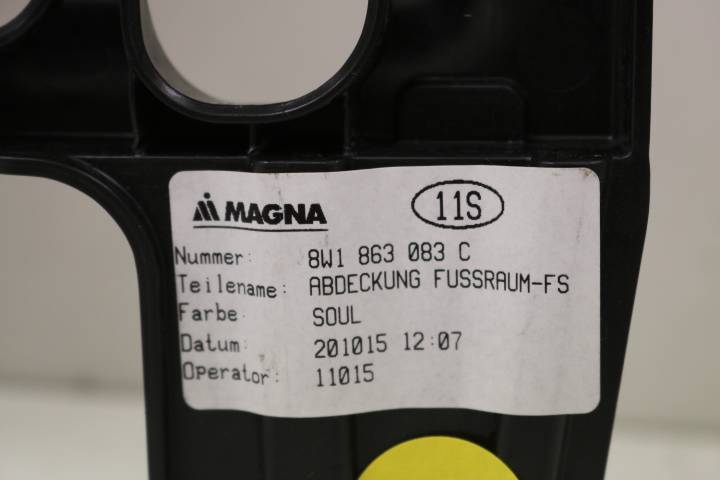 MAGNA 11S
Nummer: 8W1 863 083 C
Teilename: ABDECKUNG FUSSRAUM-FS
Farbe SOUL
Datum: 201015 12:07
Operator: 11015